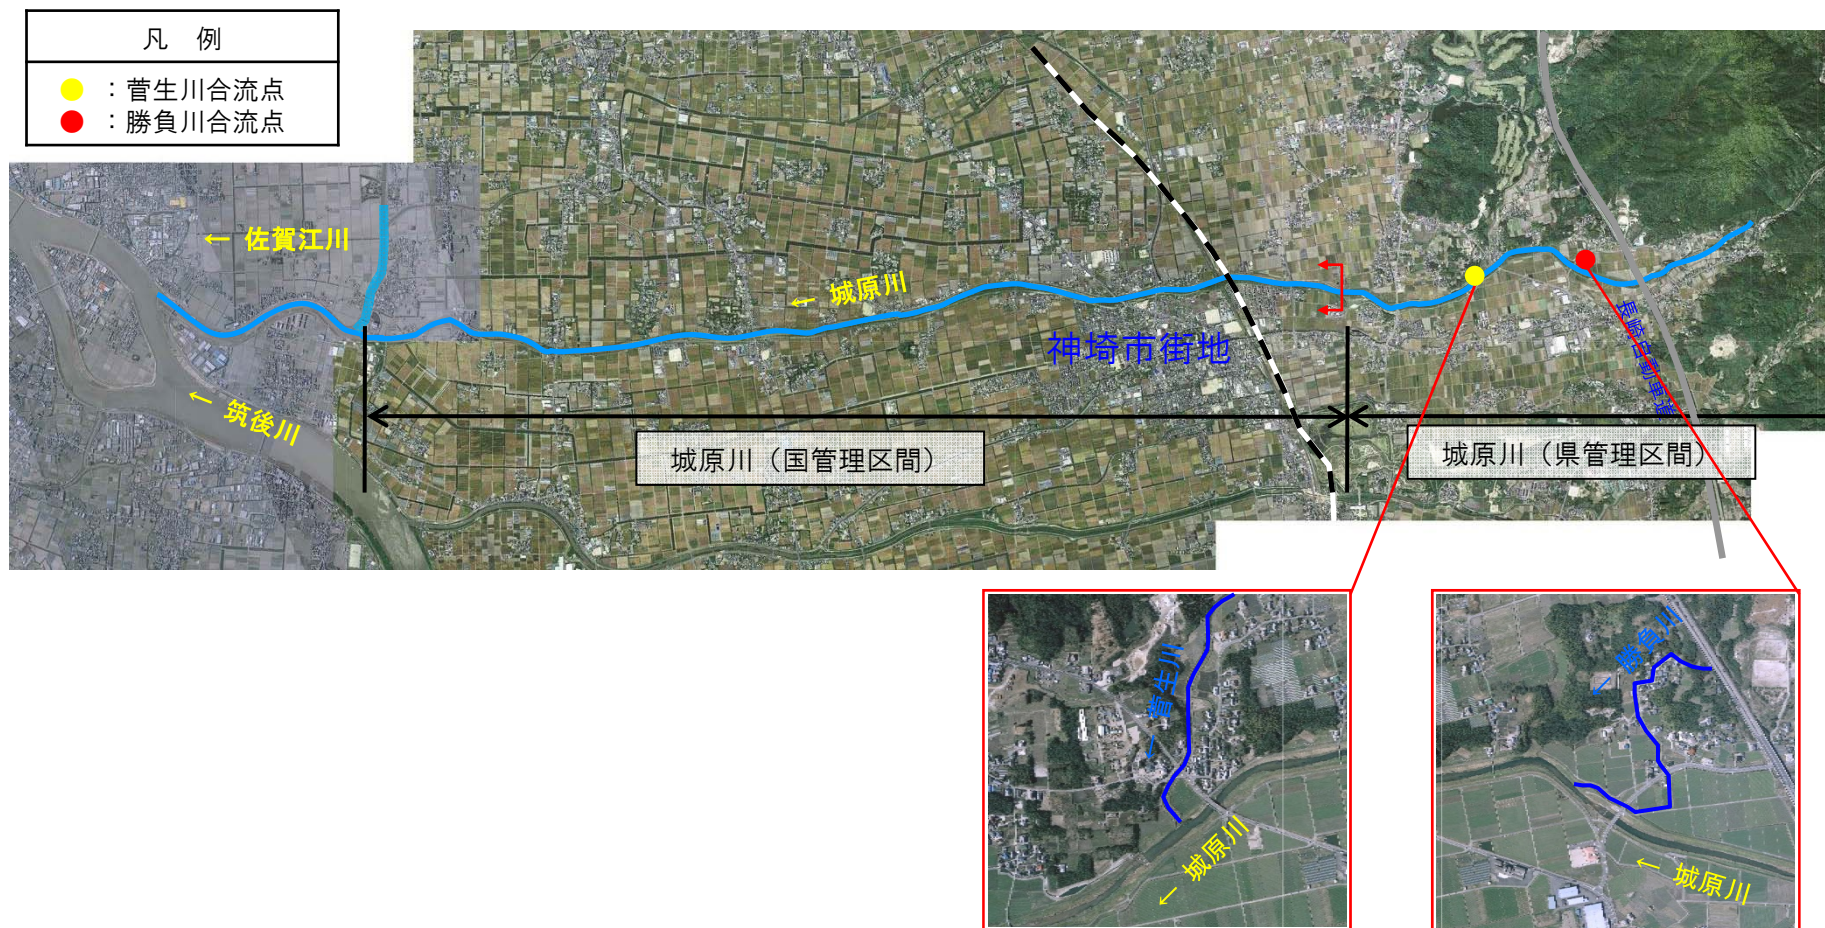 凡 例
：菅生川合流点
：勝負川合流点
← 佐賀江川
← 城原川
← 筑後川
神埼市街地
長崎自動車道
城原川（国管理区間）
城原川（県管理区間）
← 菅生川
← 城原川
← 勝負川
← 城原川